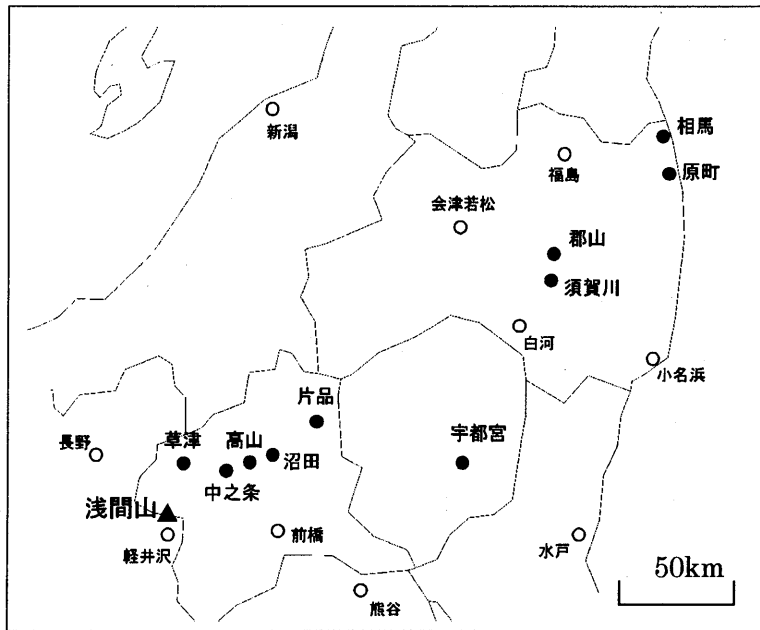 新潟
相馬
福島
原町
会津若松
郡山
須賀川
白河
小名浜
片品
長野
草津
高山
沼田
宇都宮
中之条
浅間山
前橋
軽井沢
水戸
熊谷
50km